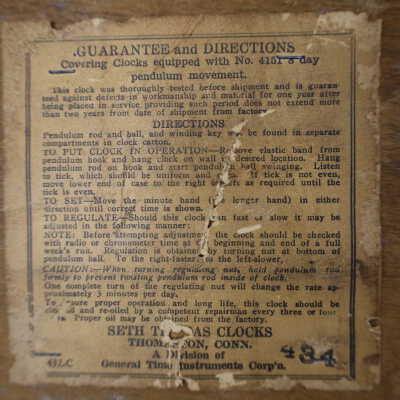 GUARANTEE and DIRECTIONS
Covering Clocks equipped with No. 4151 8 day
pendulum movement.
This clock was thoroughly tested before shipment and is guaran-
teed against defects in workmanship and material for one year after
being placed in service, providing such period does not extend more
than two years from date of shipment from factory.
DIRECTIONS
Pendulum rod and ball, and winding key be found in separate
compartments in clock carton.
TO PUT CLOCK IN OPERATION— elastic band from
pendulum hook and hang clock on wall desired location. Hang
pendulum rod on hook and start pendulum ball swinging. Listen
to tick, which should be uniform and If tick is not even,
move lower end of case to the right or left as required until the
tick is even.
TO SET—Move the minute hand longer hand) in either
direction until correct time is shown.
TO REGULATE—Should this clock fast or slow it may be
adjusted in the following manner:
NOTE: Before attempting adjustment, the clock should be checked
with radio or chronometer time at beginning and end of a full
week's run. Regulation is obtained by turning nut at bottom of
pendulum ball. To the right-faster, to the left-slower.
CAUTION:—When turning regulating nut, hold pendulum rod
firmly to prevent rotating pendulum rod inside of clock.
One complete turn of the regulating nut will change the rate ap-
proximately 3 minutes per day.
To proper operation and long life, this clock should be
and re-oiled by a competent repairman every three or four
Proper oil may be obtained from the factory.
SETH CLOCKS
CONN.
A Division of
General Time Instruments Corp'n.
434